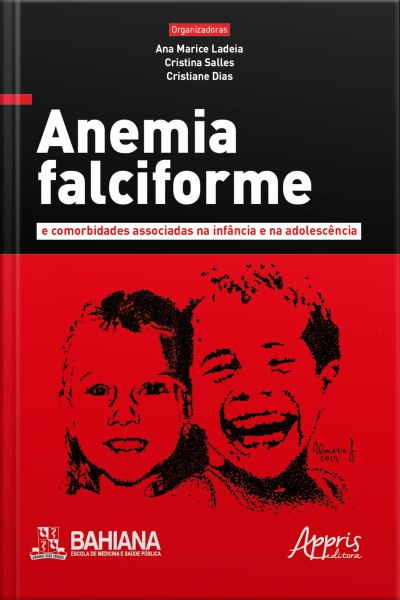 Organizadoras
Ana Marice Ladeia
Cristina Salles
Cristiane Dias
Anemia
falciforme
e comorbidades associadas na infância e na adolescência
2019
BAHIANA
ESCOLA DE MEDICINA E SAÚDE PÚBLICA
Appris
editora